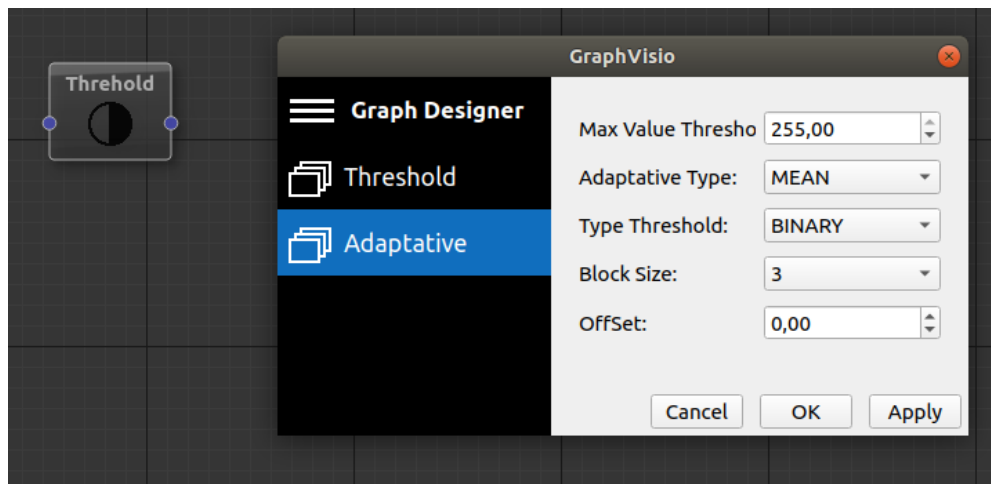 Threhold
GraphVisio
Graph Designer
Threshold
Adaptative
Max Value Thresho 255,00
Adaptative Type: MEAN
Type Threshold: BINARY
Block Size: 3
OffSet: 0,00
Cancel OK Apply